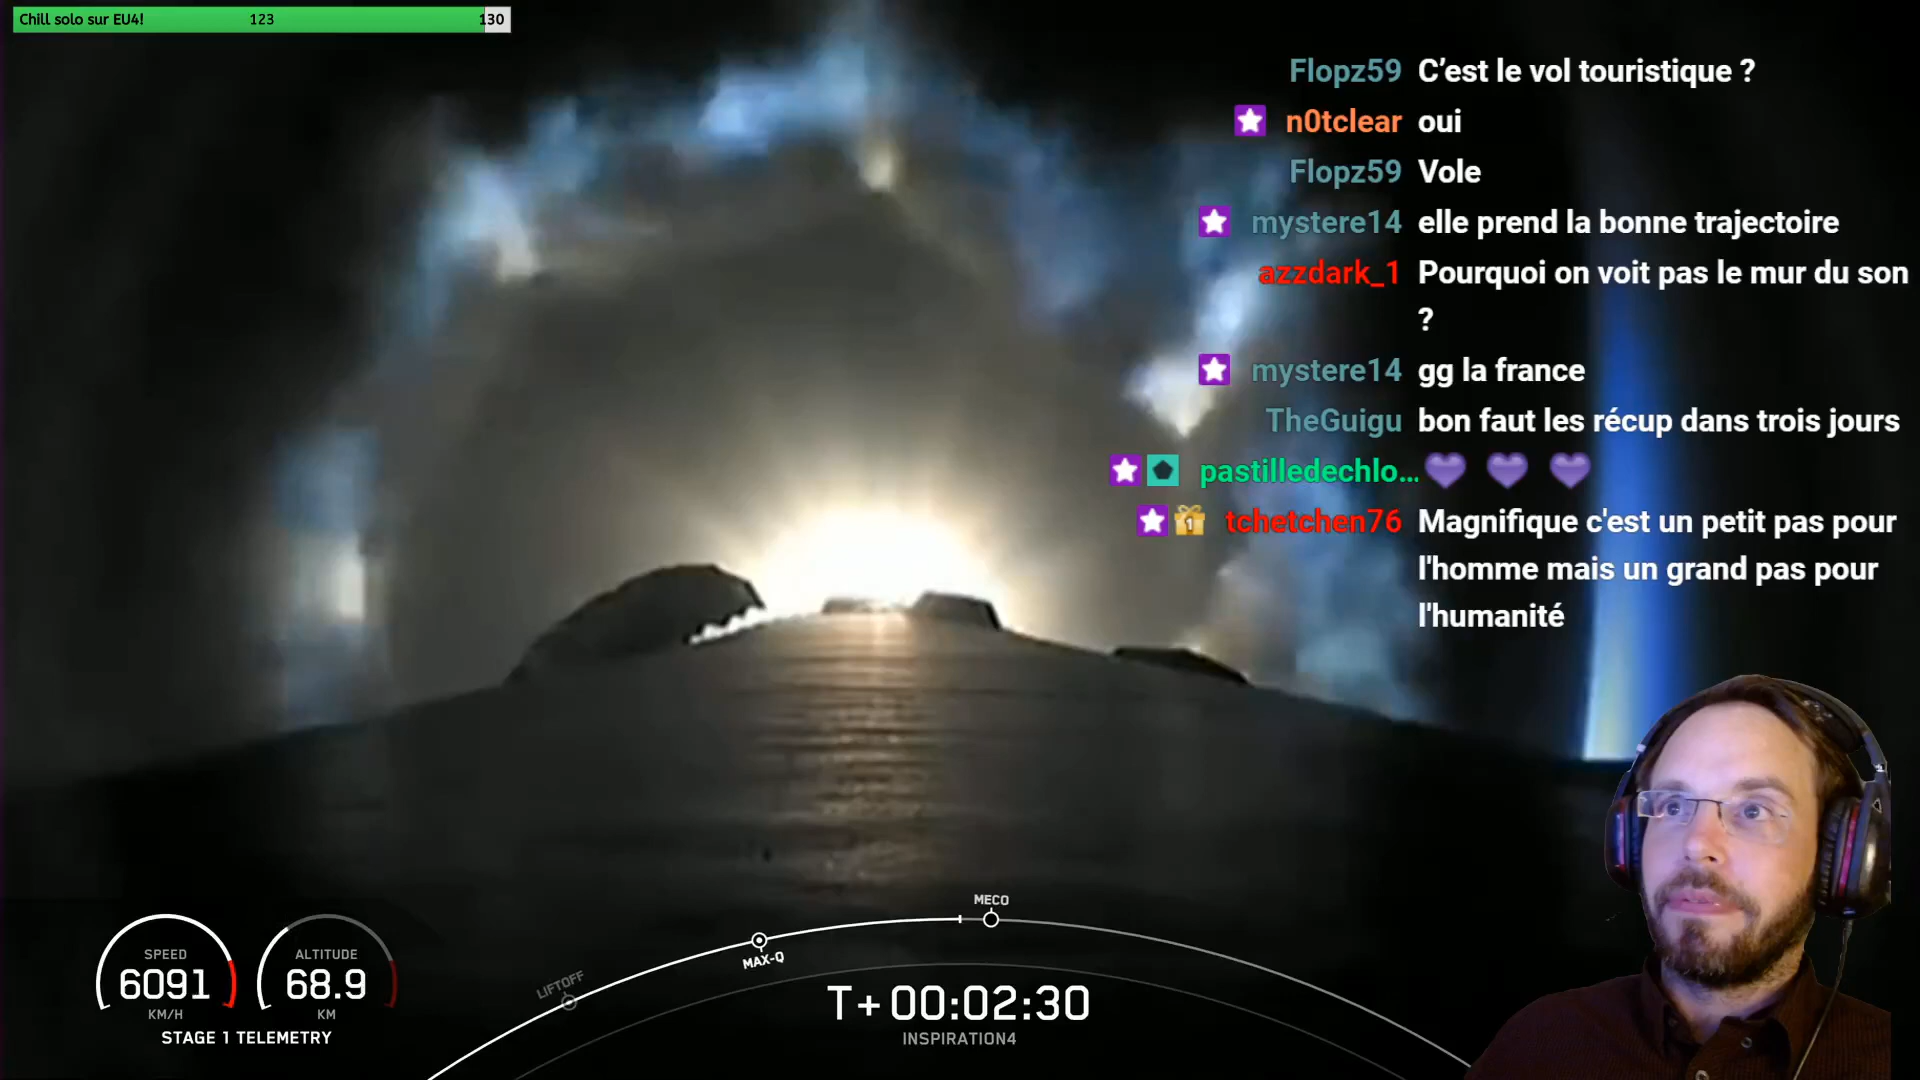 Chill solo sur EU4! 123 130
Flopz59 C'est le vol touristique ?
n0tclear oui
Flopz59 Vole
mystere14 elle prend la bonne trajectoire
azzdark_1 Pourquoi on voit pas le mur du son
?
mystere14 gg la france
TheGuigu bon faut les récup dans trois jours
pastilledechlo...
tchetchen76 Magnifique c'est un petit pas pour
l'homme mais un grand pas pour
l'humanité
MECO
MAX-Q
LIFTOFF
SPEED
6091
KM/H
ALTITUDE
68.9
KM
STAGE 1 TELEMETRY
T+00:02:30
INSPIRATION4